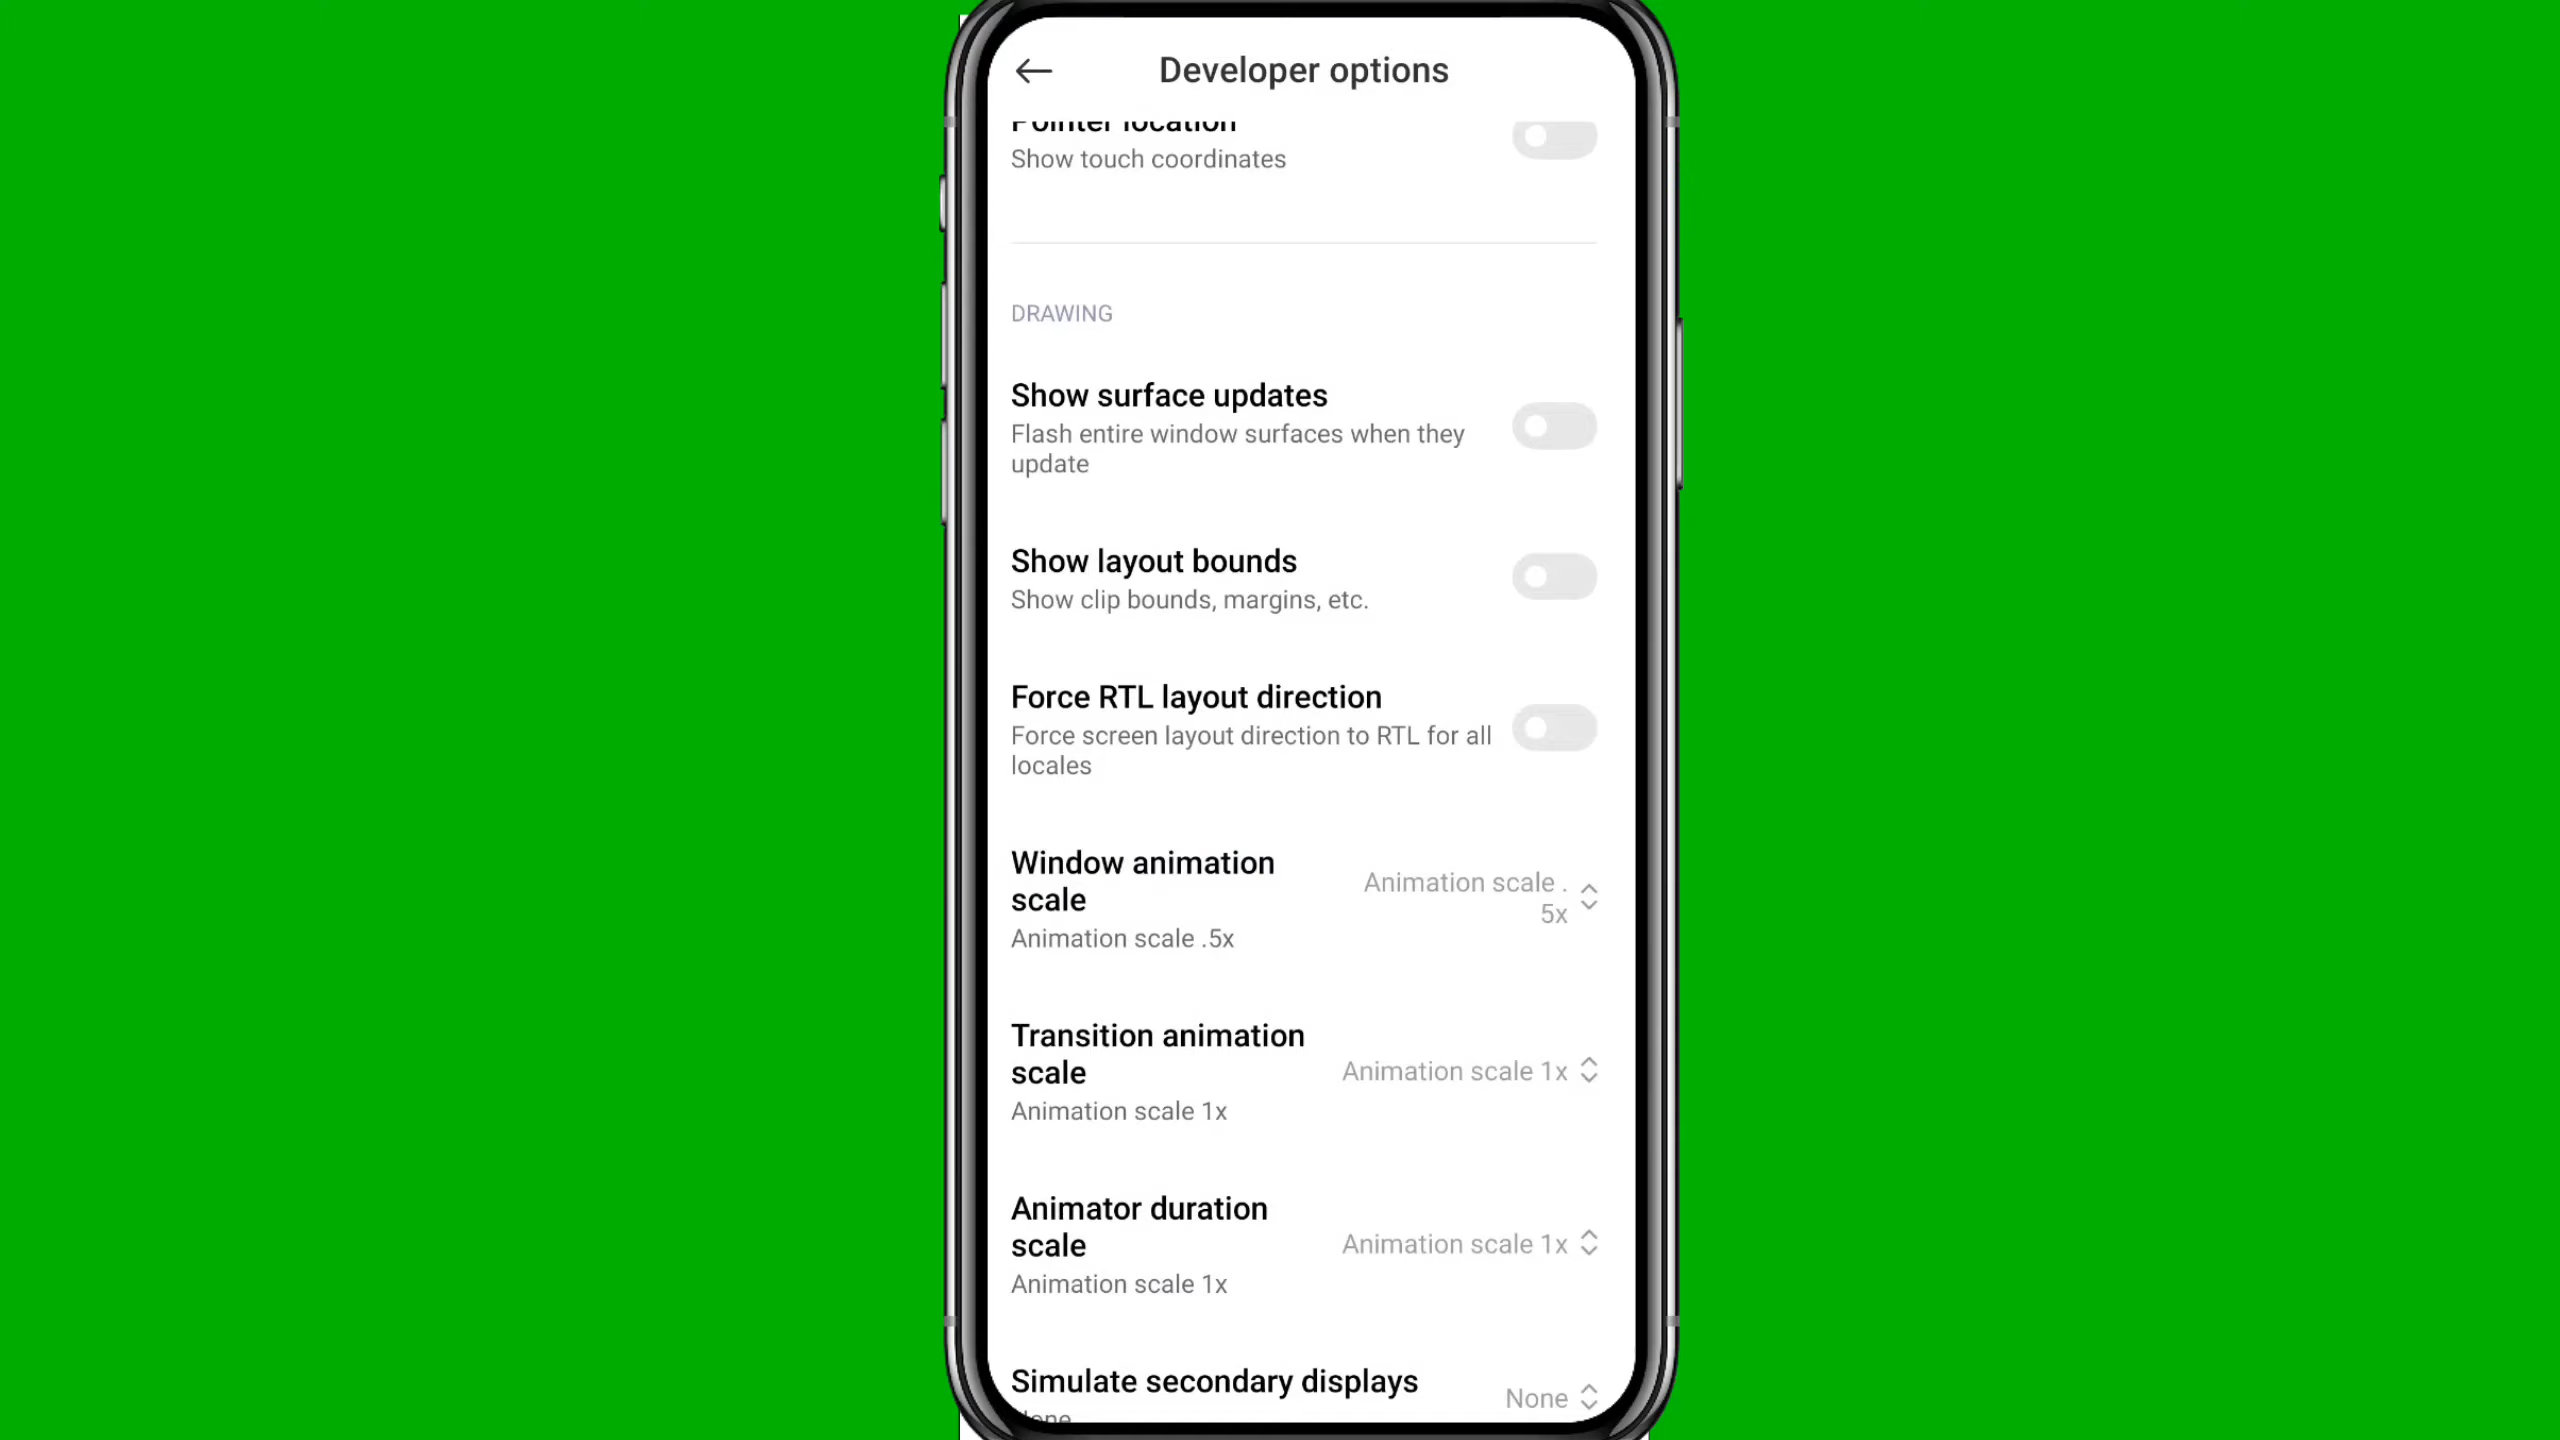 Developer options
Pointer location
Show touch coordinates
DRAWING
Show surface updates
Flash entire window surfaces when they
update
Show layout bounds
Show clip bounds, margins, etc.
Force RTL layout direction
Force screen layout direction to RTL for all
locales
Window animation
scale
Animation scale .5x
Animation scale .
5x
Transition animation
scale
Animation scale 1x
Animation scale 1x
Animator duration
scale
Animation scale 1x
Animation scale 1x
Simulate secondary displays
None
None